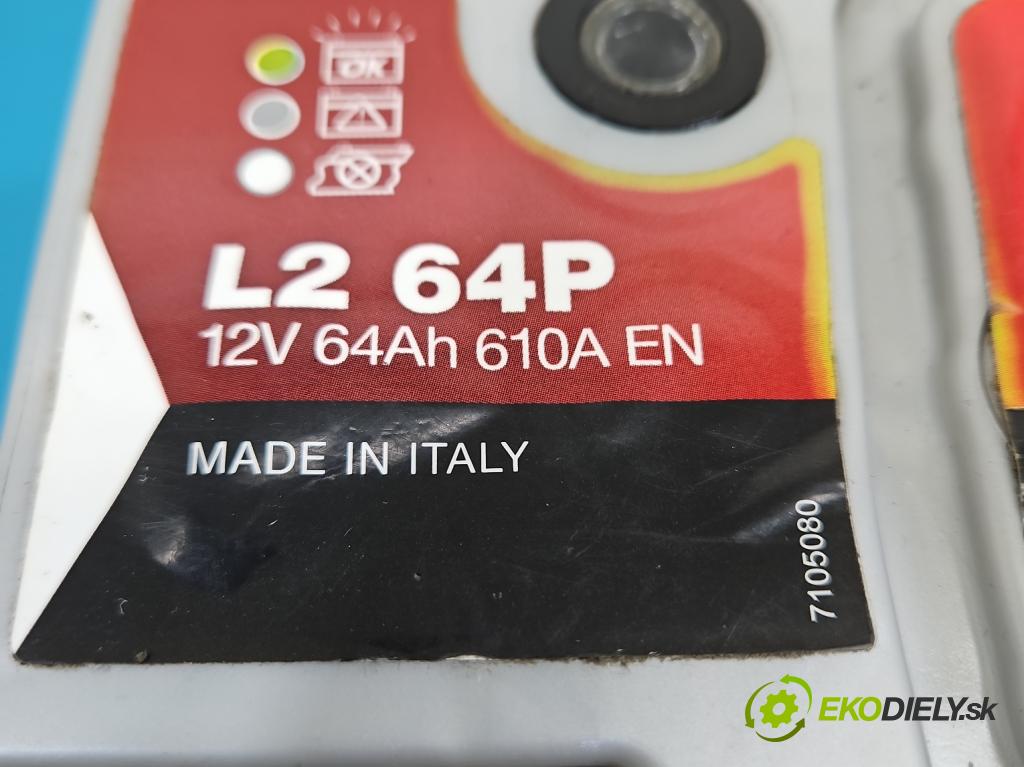 OK
L2 64P
12V 64Ah 610A EN
MADE IN ITALY
7105080
EKODIELY.sk